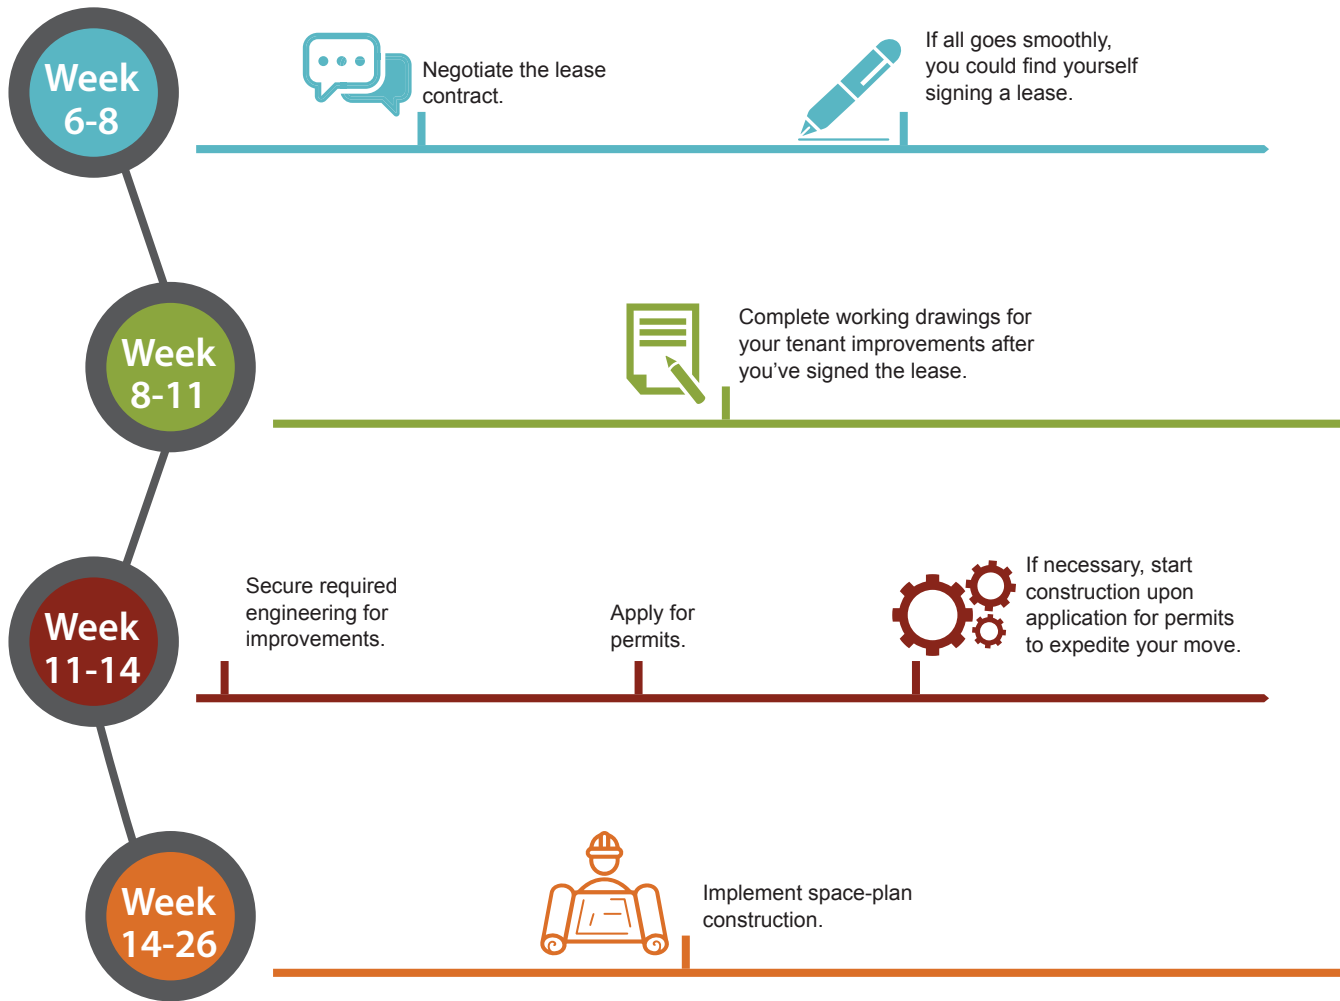 Week
6-8
Negotiate the lease
contract.
If all goes smoothly,
you could find yourself
signing a lease.
Week
8-11
Complete working drawings for
your tenant improvements after
you’ve signed the lease.
Week
11-14
Secure required
engineering for
improvements.
Apply for
permits.
If necessary, start
construction upon
application for permits
to expedite your move.
Week
14-26
Implement space-plan
construction.